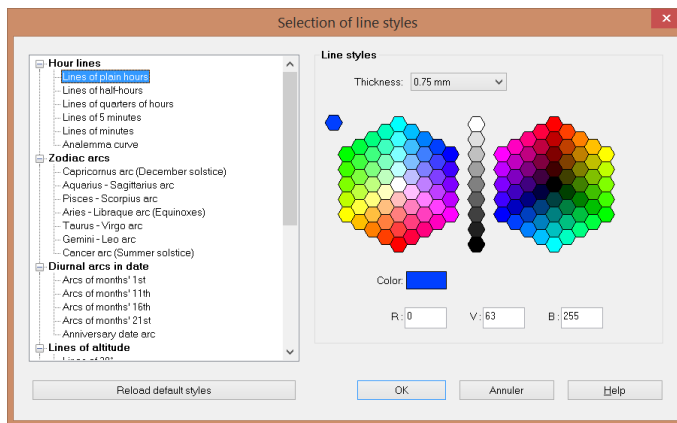 Selection of line styles
Hour lines
Lines of plain hours
Lines of half-hours
Lines of quarters of hours
Lines of 5 minutes
Lines of minutes
Analemma curve
Zodiac arcs
Capricornus arc (December solstice)
Aquarius - Sagittarius arc
Pisces - Scorpius arc
Aries - Libraque arc (Equinoxes)
Taurus - Virgo arc
Gemini - Leo arc
Cancer arc (Summer solstice)
Diurnal arcs in date
Arcs of months' 1st
Arcs of months' 11th
Arcs of months' 16th
Arcs of months' 21st
Anniversary date arc
Lines of altitude
Reload default styles
Line styles
Thickness: 0.75 mm
Color:
R: 0 V: 63 B: 255
OK Annuler Help